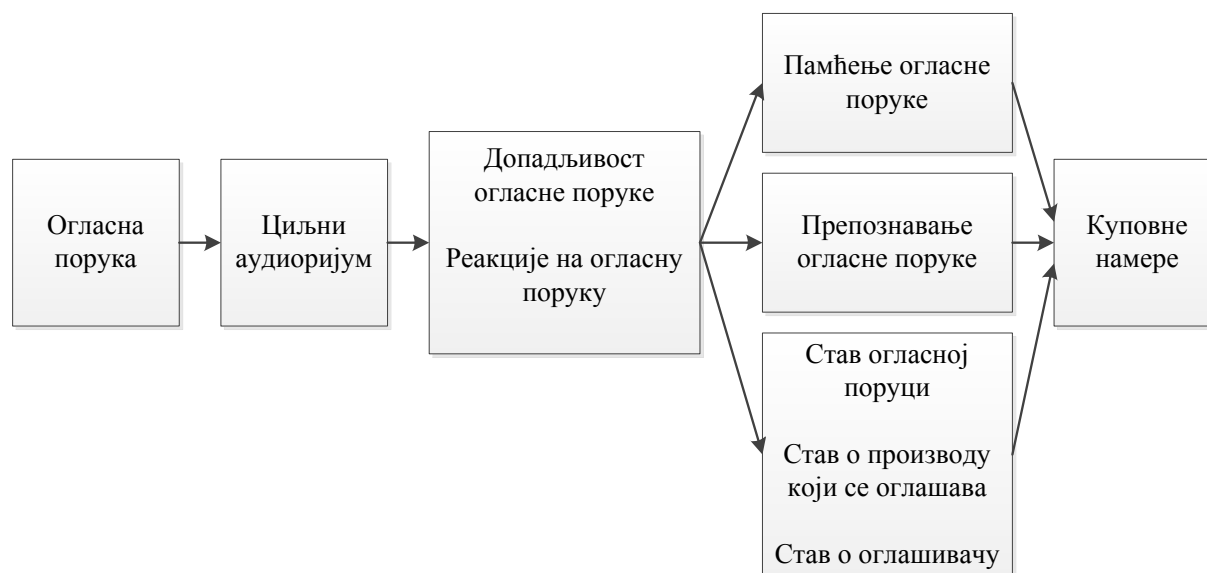 Огласна
порука
Циљни
аудиоријум
Допадљивост
огласне поруке
Реакције на огласну
поруку
Памћење огласне
поруке
Препознавање
огласне поруке
Став огласној
поруци
Став о производу
који се оглашава
Став о оглашивачу
Куповне
намере